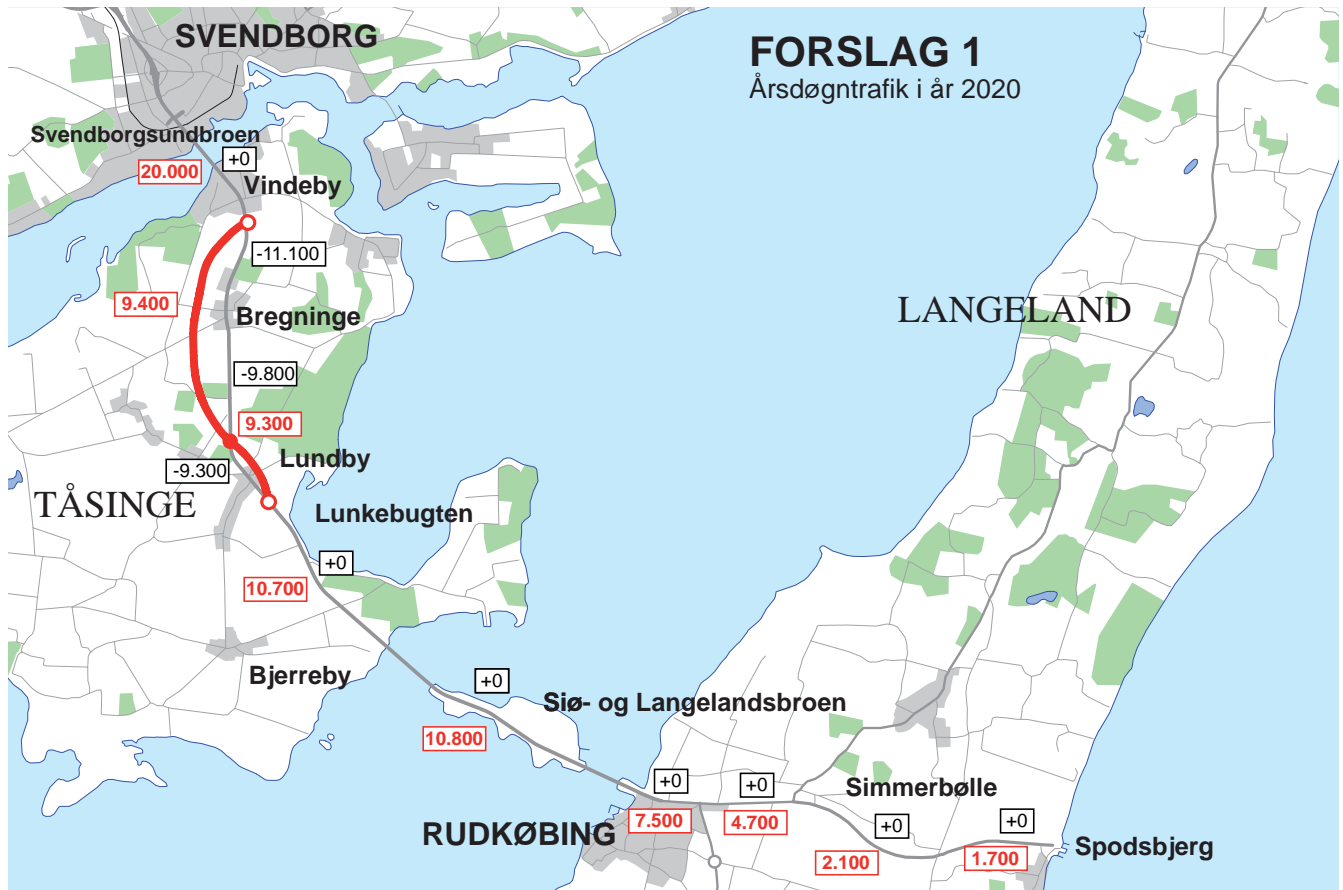 SVENDBORG
FORSLAG 1
Årsdøgntrafik i år 2020
Svendborgsundbroen
+0
20.000
Vindeby
-11.100
9.400
LANGELAND
Bregninge
-9.800
9.300
Lundby
-9.300
TÅSINGE
Lunkebugten
+0
10.700
Bjerreby
+0
Siø- og Langelandsbroen
10.800
+0
+0
Simmerbølle
7.500
4.700
+0
+0
RUDKØBING
2.100
1.700
Spodsbjerg